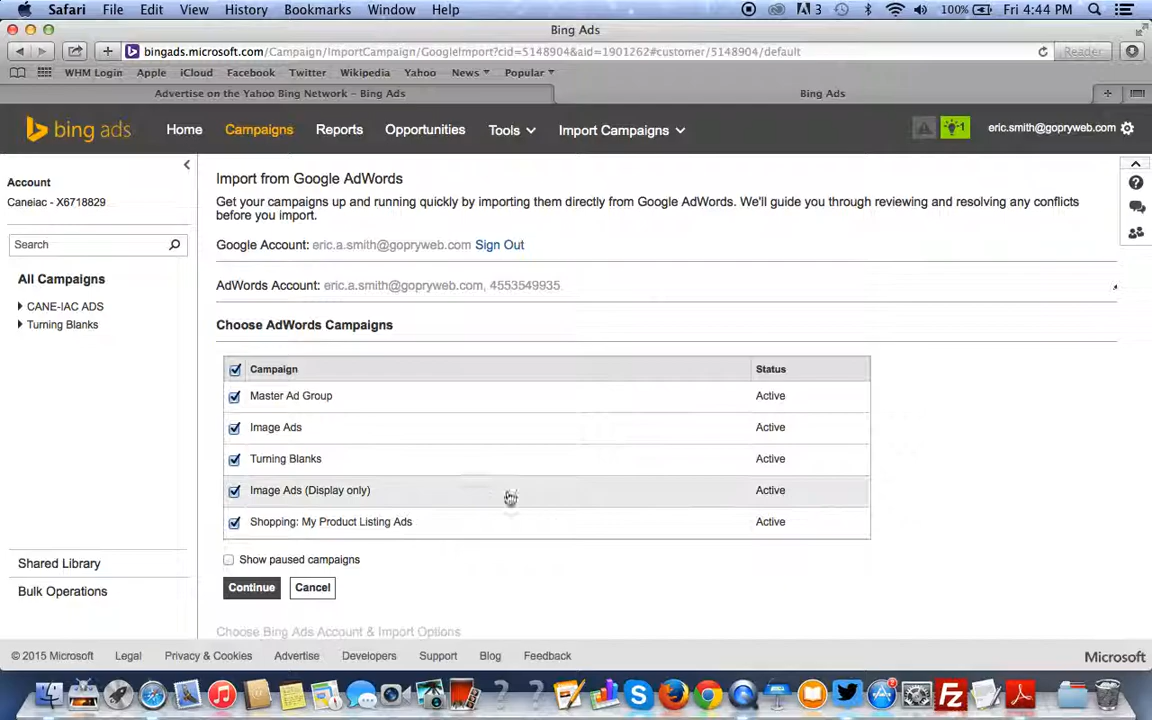 Safari File Edit View History Bookmarks Window Help 3 100% Fri 4:44 PM
Bing Ads
bingads.microsoft.com/Campaign/ImportCampaign/GoogleImport?cid=5148904&aid=1901262#customer/5148904/default Reader
WHM Login Apple iCloud Facebook Twitter Wikipedia Yahoo News Popular
Advertise on the Yahoo Bing Network – Bing Ads Bing Ads
bing ads Home Campaigns Reports Opportunities Tools Import Campaigns 1 eric.smith@gopryweb.com
Account
Caneiac - X6718829
Search
All Campaigns
CANE-IAC ADS
Turning Blanks
Shared Library
Bulk Operations
Import from Google AdWords
Get your campaigns up and running quickly by importing them directly from Google AdWords. We'll guide you through reviewing and resolving any conflicts
before you import.
Google Account: eric.a.smith@gopryweb.com Sign Out
AdWords Account: eric.a.smith@gopryweb.com, 4553549935
Choose AdWords Campaigns
Campaign Status
Master Ad Group Active
Image Ads Active
Turning Blanks Active
Image Ads (Display only) Active
Shopping: My Product Listing Ads Active
Show paused campaigns
Continue Cancel
Choose Bing Ads Account & Import Options
© 2015 Microsoft Legal Privacy & Cookies Advertise Developers Support Blog Feedback Microsoft